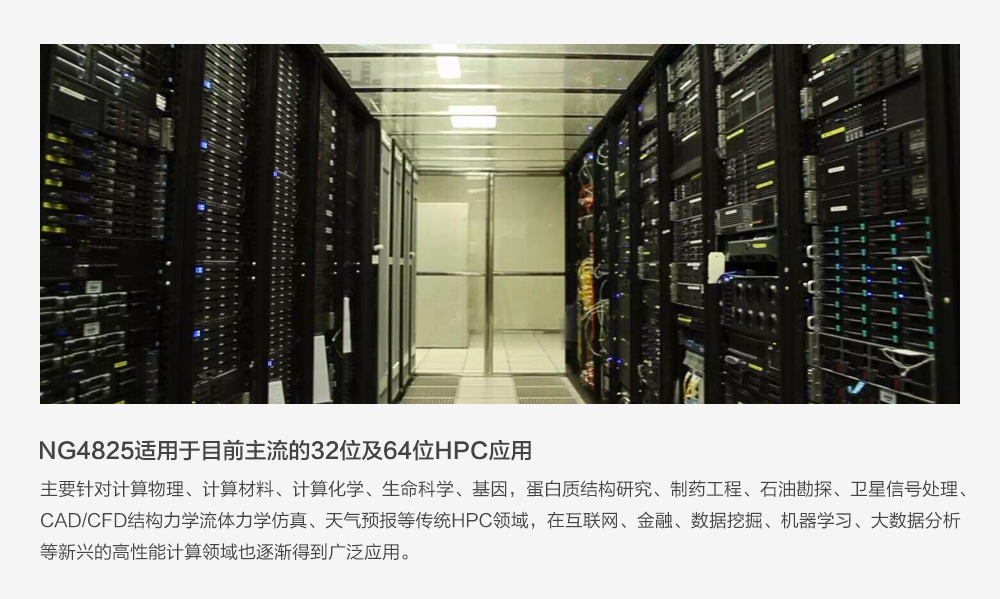 NG4825适用于目前主流的32位及64位HPC应用
主要针对计算物理、计算材料、计算化学、生命科学、基因，蛋白质结构研究、制药工程、石油勘探、卫星信号处理、
CAD/CFD结构力学流体力学仿真、天气预报等传统HPC领域，在互联网、金融、数据挖掘、机器学习、大数据分析
等新兴的高性能计算领域也逐渐得到广泛应用。